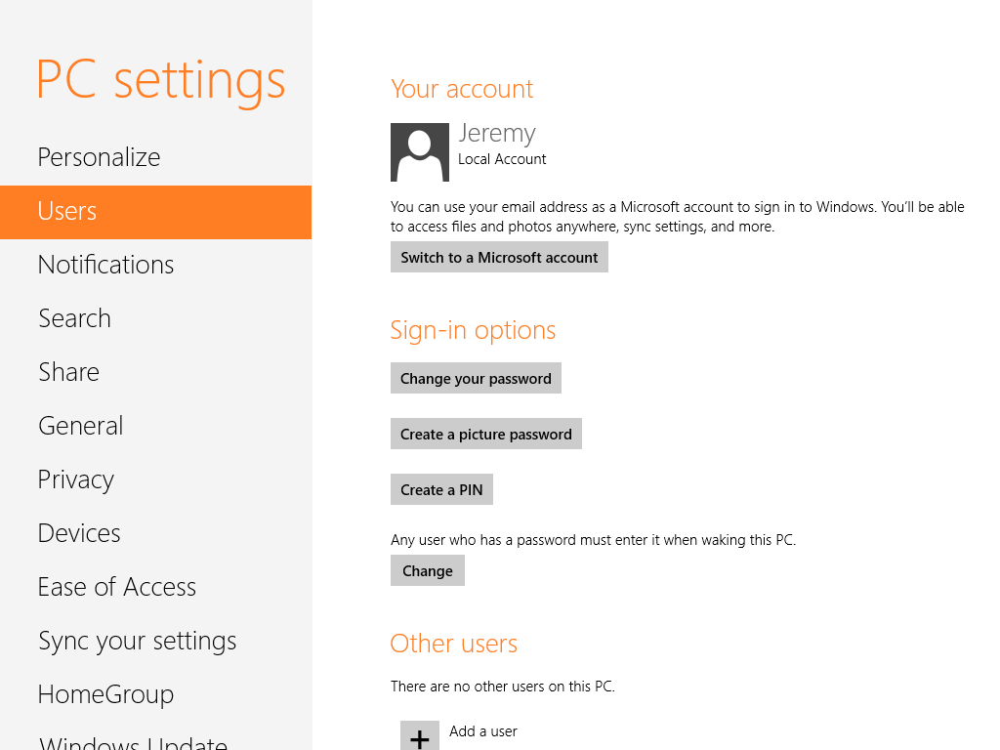 PC settings
Personalize
Users
Notifications
Search
Share
General
Privacy
Devices
Ease of Access
Sync your settings
HomeGroup
Windows Update
Your account
Jeremy
Local Account
You can use your email address as a Microsoft account to sign in to Windows. You'll be able
to access files and photos anywhere, sync settings, and more.
Switch to a Microsoft account
Sign-in options
Change your password
Create a picture password
Create a PIN
Any user who has a password must enter it when waking this PC.
Change
Other users
There are no other users on this PC.
Add a user